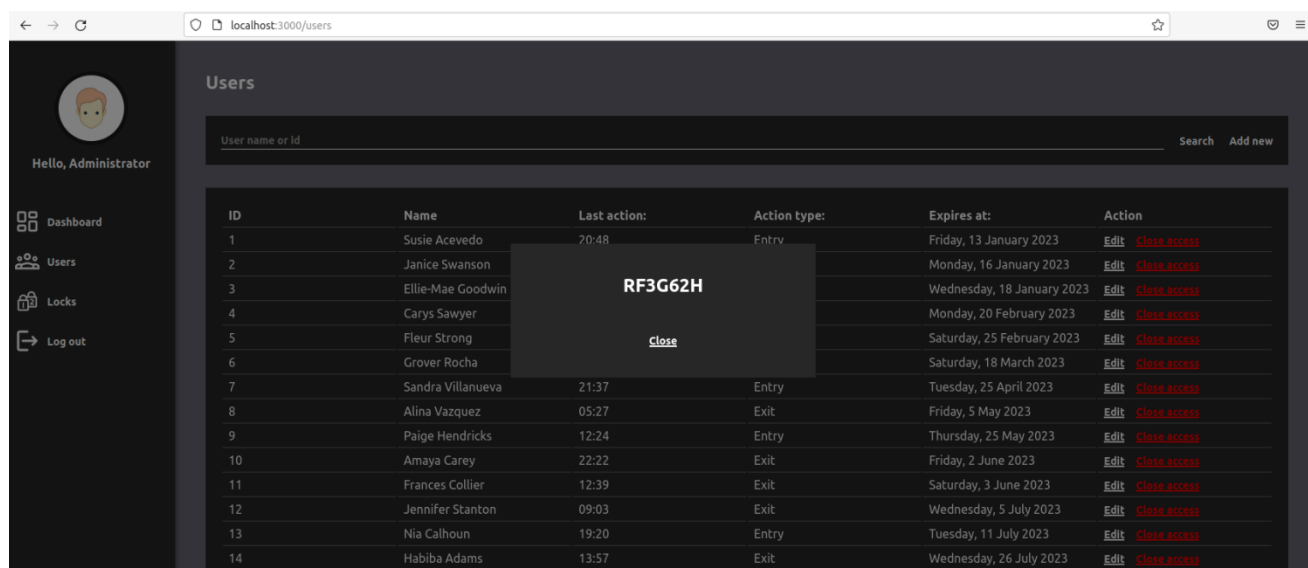 localhost:3000/users
Users
User name or id
Search Add new
Hello, Administrator
Dashboard
Users
Locks
Log out
ID Name Last action: Action type: Expires at: Action
1 Susie Acevedo 20:48 Entry Friday, 13 January 2023 Edit Close access
2 Janice Swanson Monday, 16 January 2023 Edit Close access
3 Ellie-Mae Goodwin Wednesday, 18 January 2023 Edit Close access
4 Carys Sawyer Monday, 20 February 2023 Edit Close access
5 Fleur Strong Saturday, 25 February 2023 Edit Close access
6 Grover Rocha Saturday, 18 March 2023 Edit Close access
7 Sandra Villanueva 21:37 Entry Tuesday, 25 April 2023 Edit Close access
8 Alina Vazquez 05:27 Exit Friday, 5 May 2023 Edit Close access
9 Paige Hendricks 12:24 Entry Thursday, 25 May 2023 Edit Close access
10 Amaya Carey 22:22 Exit Friday, 2 June 2023 Edit Close access
11 Frances Collier 12:39 Exit Saturday, 3 June 2023 Edit Close access
12 Jennifer Stanton 09:03 Exit Wednesday, 5 July 2023 Edit Close access
13 Nia Calhoun 19:20 Entry Tuesday, 11 July 2023 Edit Close access
14 Habiba Adams 13:57 Exit Wednesday, 26 July 2023 Edit Close access
RF3G62H
Close